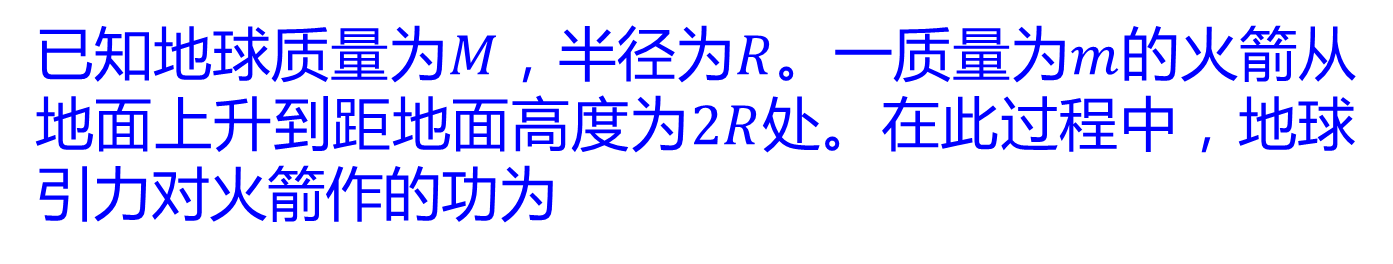 已知地球质量为M，半径为R。一质量为m的火箭从
地面上升到距地面高度为2R处。在此过程中，地球
引力对火箭作的功为